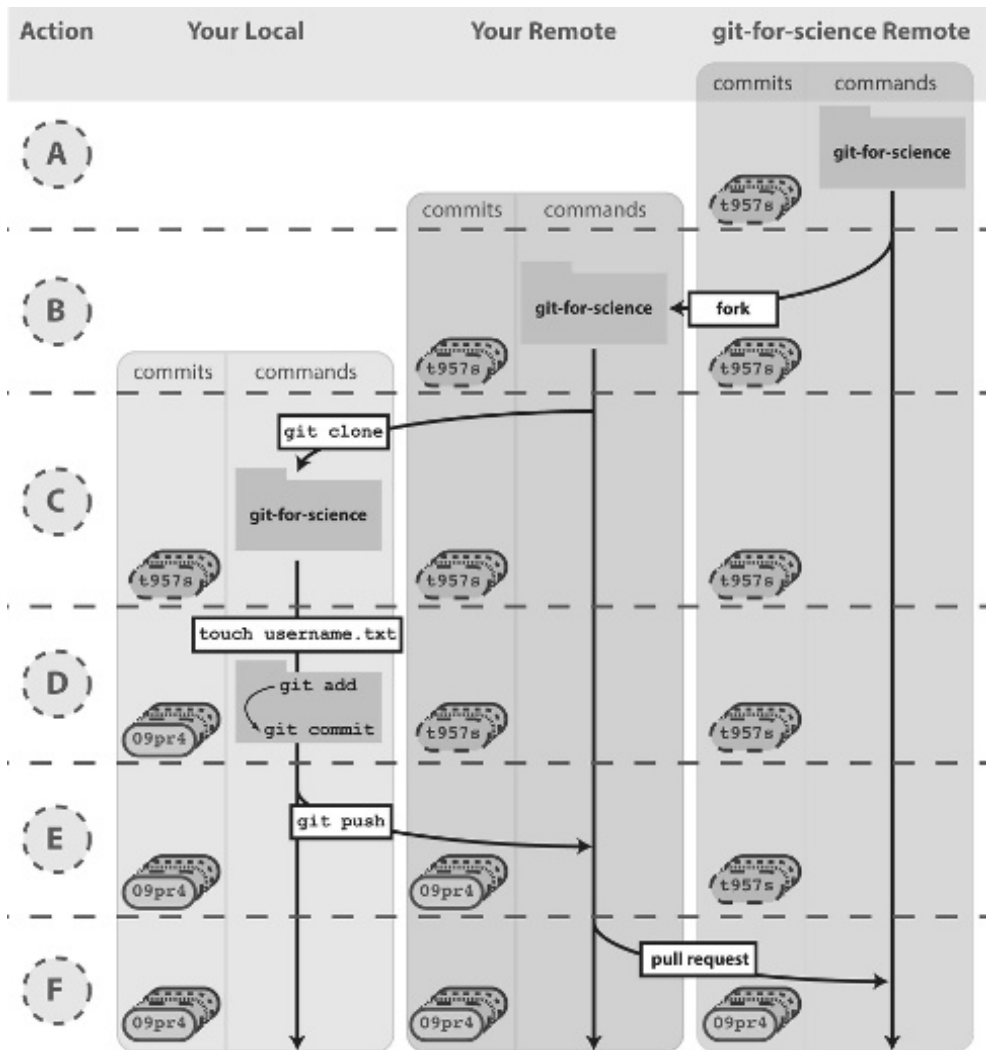 Action Your Local Your Remote git-for-science Remote
commits commands
A
git-for-science
t957s
commits commands
B
git-for-science
fork
t957s t957s
commits commands
git clone
C
git-for-science
t957s t957s t957s
touch username.txt
D
git add
git commit
09pr4 t957s t957s
E
git push
09pr4 09pr4 t957s
pull request
F
09pr4 09pr4 09pr4